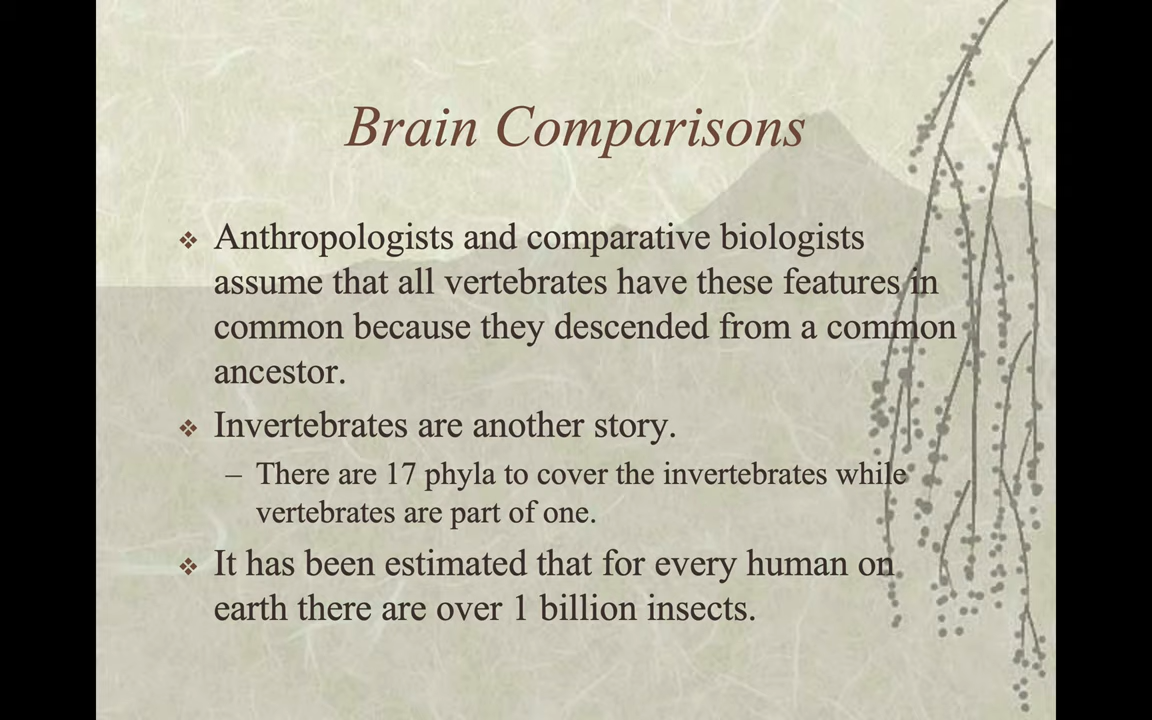 Brain Comparisons
❖ Anthropologists and comparative biologists
assume that all vertebrates have these features in
common because they descended from a common
ancestor.
❖ Invertebrates are another story.
– There are 17 phyla to cover the invertebrates while
vertebrates are part of one.
❖ It has been estimated that for every human on
earth there are over 1 billion insects.